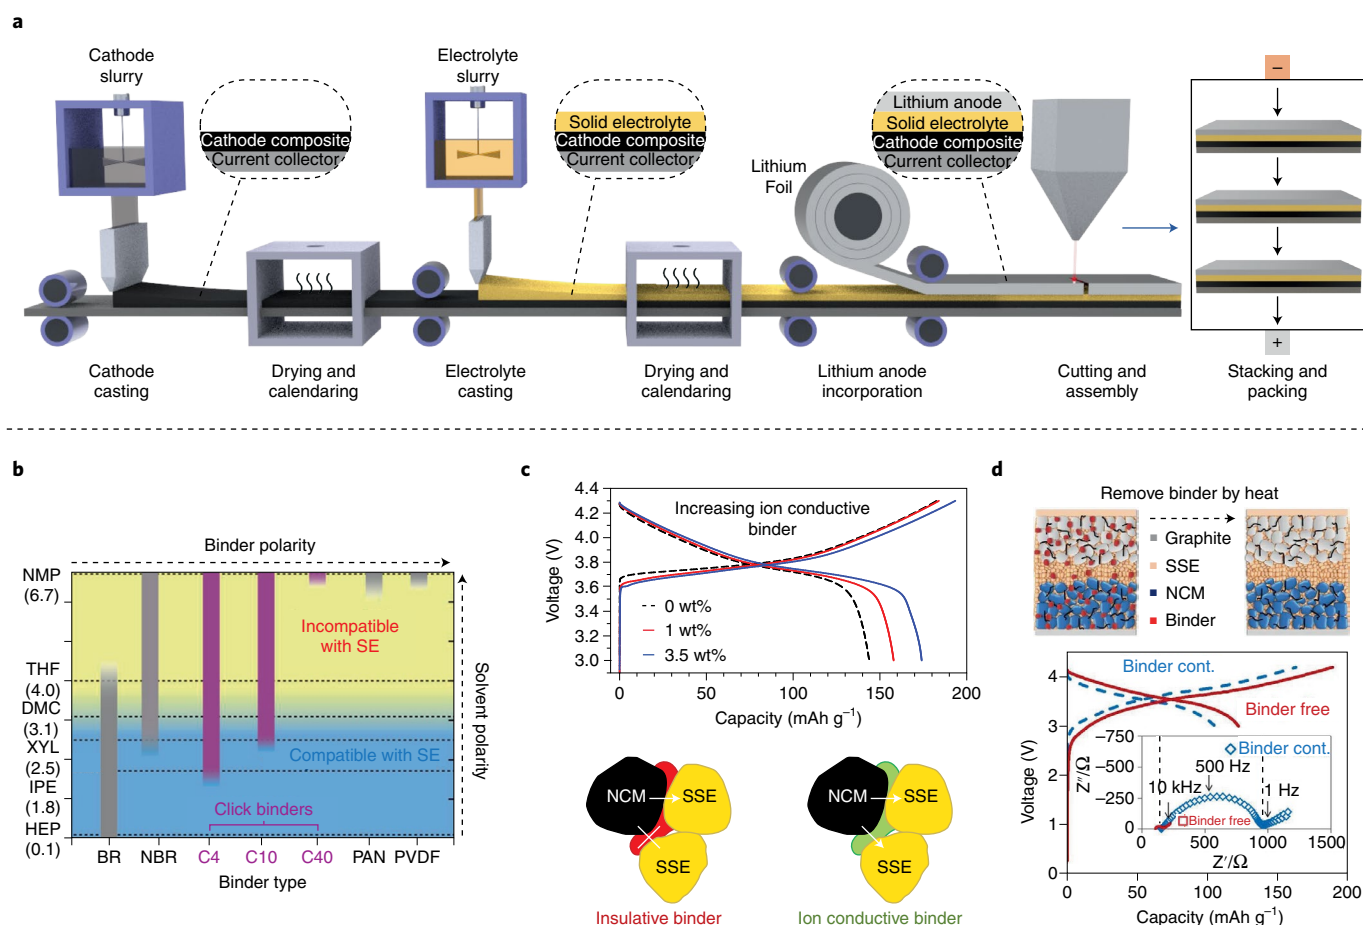 a
Cathode
slurry
Cathode composite
Current collector
Electrolyte
slurry
Solid electrolyte
Cathode composite
Current collector
Lithium
Foil
Lithium anode
Solid electrolyte
Cathode composite
Current collector
−
+
Cathode
casting
Drying and
calendaring
Electrolyte
casting
Drying and
calendaring
Lithium anode
incorporation
Cutting and
assembly
Stacking and
packing
b
Binder polarity
NMP
(6.7)
THF
(4.0)
DMC
(3.1)
XYL
(2.5)
IPE
(1.8)
HEP
(0.1)
Incompatible
with SE
Compatible with SE
Click binders
Solvent polarity
BR NBR C4 C10 C40 PAN PVDF
Binder type
c
Voltage (V)
4.4
4.2
4.0
3.8
3.6
3.4
3.2
3.0
Increasing ion conductive
binder
0 wt%
1 wt%
3.5 wt%
0 50 100 150 200
Capacity (mAh g−1)
NCM SSE
SSE
Insulative binder
NCM SSE
SSE
Ion conductive binder
d
Remove binder by heat
Graphite
SSE
NCM
Binder
Voltage (V)
4
3
2
1
0
Binder cont.
Binder free
Z″/Ω
−750
−500
−250
0
Binder cont.
500 Hz
10 kHz
1 Hz
Binder free
0 500 1000 1500
Z′/Ω
0 50 100 150 200
Capacity (mAh g−1)